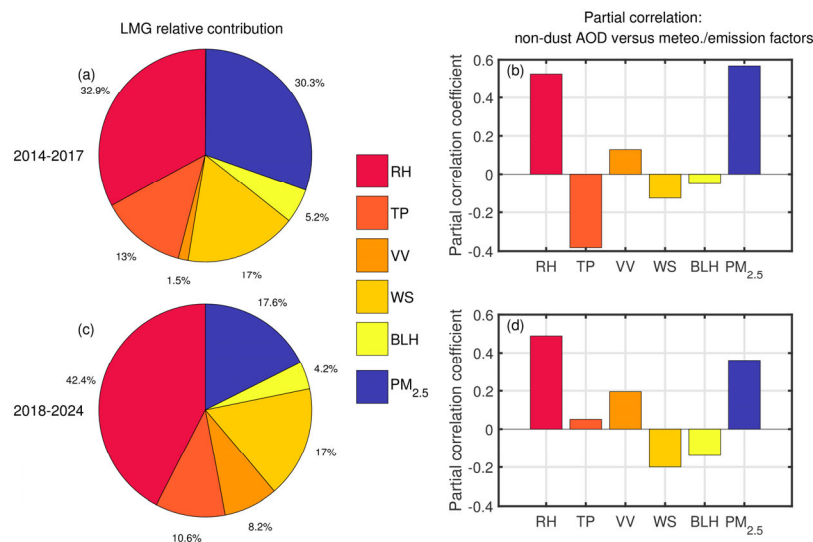 LMG relative contribution
(a)
32.9%
30.3%
5.2%
17%
1.5%
13%
2014-2017
RH
TP
VV
WS
BLH
PM2.5
(c)
42.4%
17.6%
4.2%
17%
8.2%
10.6%
2018-2024
Partial correlation:
non-dust AOD versus meteo./emission factors
(b)
Partial correlation coefficient
0.6
0.4
0.2
0
-0.2
-0.4
RH TP VV WS BLH PM2.5
(d)
Partial correlation coefficient
0.6
0.4
0.2
0
-0.2
-0.4
RH TP VV WS BLH PM2.5